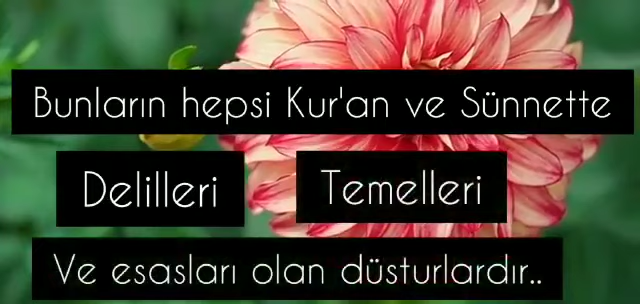 Bunların hepsi Kur'an ve Sünnette
Delilleri Temelleri
Ve esasları olan düsturlardır..